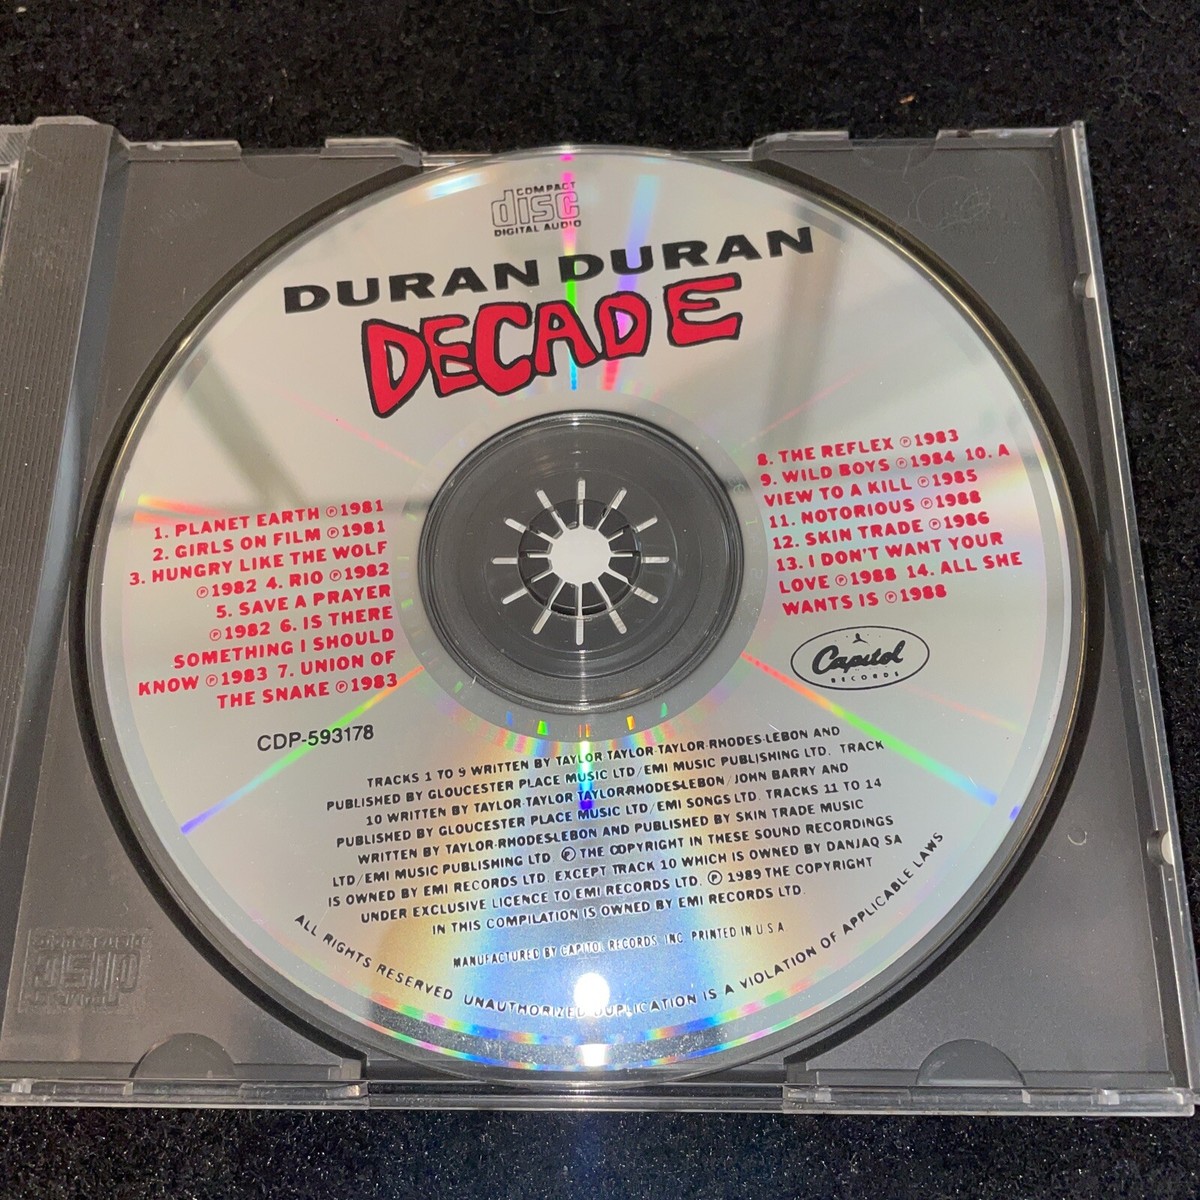 COMPACT
disc
DIGITAL AUDIO
DURAN DURAN
DECADE
1. PLANET EARTH ℗1981
2. GIRLS ON FILM ℗1981
3. HUNGRY LIKE THE WOLF
℗1982 4. RIO ℗1982
5. SAVE A PRAYER
℗1982 6. IS THERE
SOMETHING I SHOULD
KNOW ℗1983 7. UNION OF
THE SNAKE ℗1983
8. THE REFLEX ℗1983
9. WILD BOYS ℗1984 10. A
VIEW TO A KILL ℗1985
11. NOTORIOUS ℗1988
12. SKIN TRADE ℗1986
13. I DON'T WANT YOUR
LOVE ℗1988 14. ALL SHE
WANTS IS ℗1988
Capitol
RECORDS
CDP-593178
TRACKS 1 TO 9 WRITTEN BY TAYLOR·TAYLOR·TAYLOR·RHODES·LEBON AND
PUBLISHED BY GLOUCESTER PLACE MUSIC LTD/EMI MUSIC PUBLISHING LTD. TRACK
10 WRITTEN BY TAYLOR·TAYLOR·TAYLOR·RHODES·LEBON/JOHN BARRY AND
PUBLISHED BY GLOUCESTER PLACE MUSIC LTD/EMI SONGS LTD. TRACKS 11 TO 14
WRITTEN BY TAYLOR·RHODES·LEBON AND PUBLISHED BY SKIN TRADE MUSIC
LTD/EMI MUSIC PUBLISHING LTD ℗ THE COPYRIGHT IN THESE SOUND RECORDINGS
IS OWNED BY EMI RECORDS LTD. EXCEPT TRACK 10 WHICH IS OWNED BY DANJAQ SA
UNDER EXCLUSIVE LICENCE TO EMI RECORDS LTD. ℗ 1989 THE COPYRIGHT
IN THIS COMPILATION IS OWNED BY EMI RECORDS LTD.
MANUFACTURED BY CAPITOL RECORDS, INC. PRINTED IN U.S.A
ALL RIGHTS RESERVED UNAUTHORIZED DUPLICATION IS A VIOLATION OF APPLICABLE LAWS